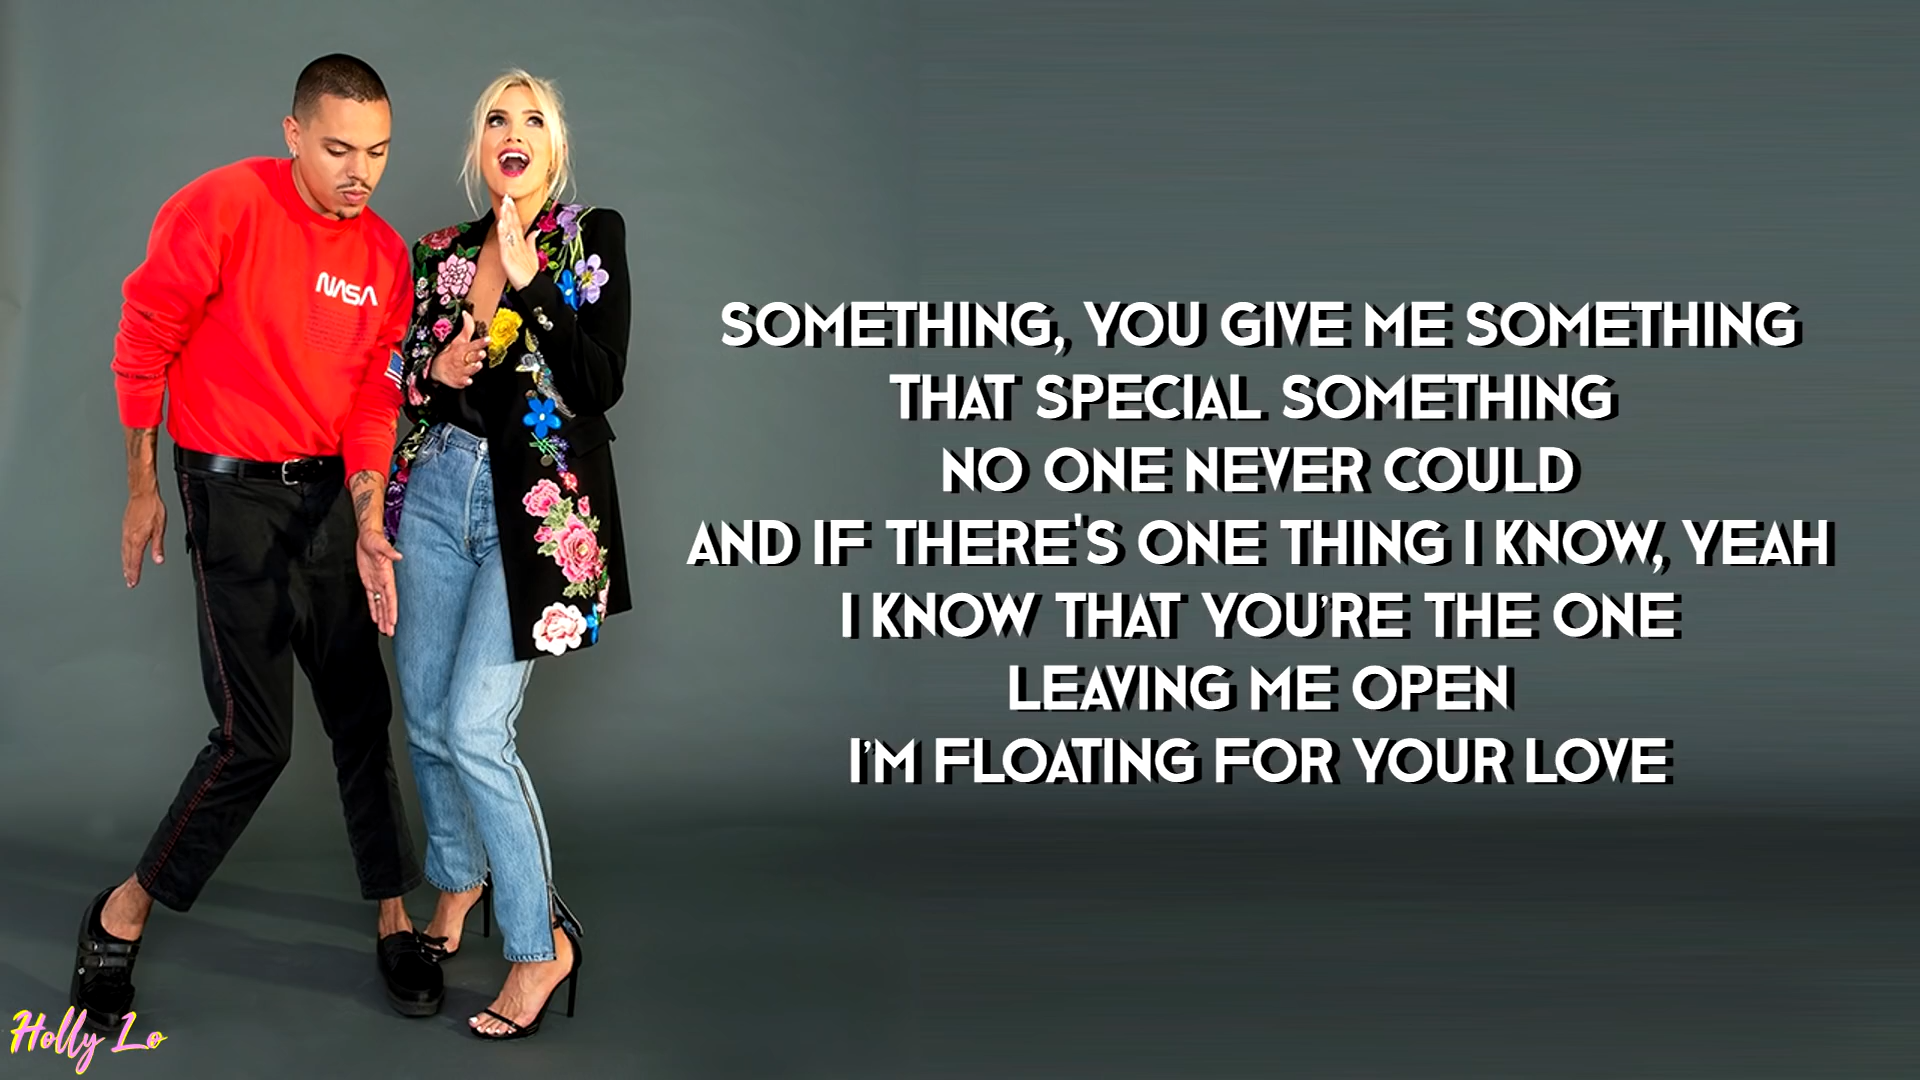 NASA
SOMETHING, YOU GIVE ME SOMETHING
THAT SPECIAL SOMETHING
NO ONE NEVER COULD
AND IF THERE'S ONE THING I KNOW, YEAH
I KNOW THAT YOU'RE THE ONE
LEAVING ME OPEN
I'M FLOATING FOR YOUR LOVE
Holly Lo